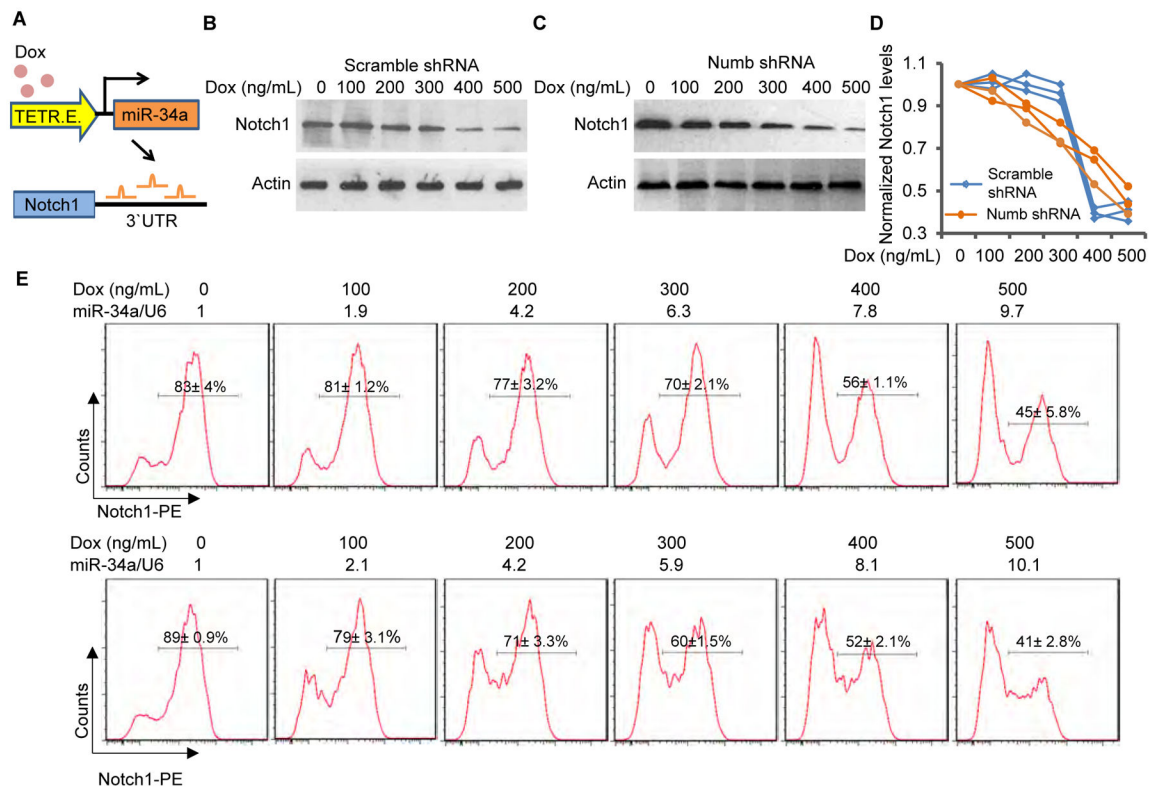 A
Dox
TETR.E.
miR-34a
Notch1
3`UTR
B
Scramble shRNA
Dox (ng/mL) 0 100 200 300 400 500
Notch1
Actin
C
Numb shRNA
Dox (ng/mL) 0 100 200 300 400 500
Notch1
Actin
D
Normalized Notch1 levels
1.1
0.9
0.7
0.5
0.3
Scramble
shRNA
Numb shRNA
Dox (ng/mL) 0 100 200 300 400 500
E
Dox (ng/mL) 0 100 200 300 400 500
miR-34a/U6 1 1.9 4.2 6.3 7.8 9.7
83± 4% 81± 1.2% 77± 3.2% 70± 2.1% 56± 1.1% 45± 5.8%
Counts
Notch1-PE
Dox (ng/mL) 0 100 200 300 400 500
miR-34a/U6 1 2.1 4.2 5.9 8.1 10.1
89± 0.9% 79± 3.1% 71± 3.3% 60±1.5% 52± 2.1% 41± 2.8%
Counts
Notch1-PE